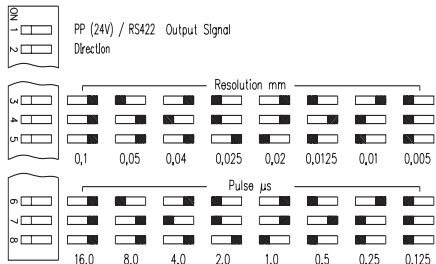 ON
1 PP (24V) / RS422 Output Signal
2 Direction
Resolution mm
3
4
5
0,1 0,05 0,04 0,025 0,02 0,0125 0,01 0,005
Pulse µs
6
7
8
16.0 8.0 4.0 2.0 1.0 0.5 0.25 0.125